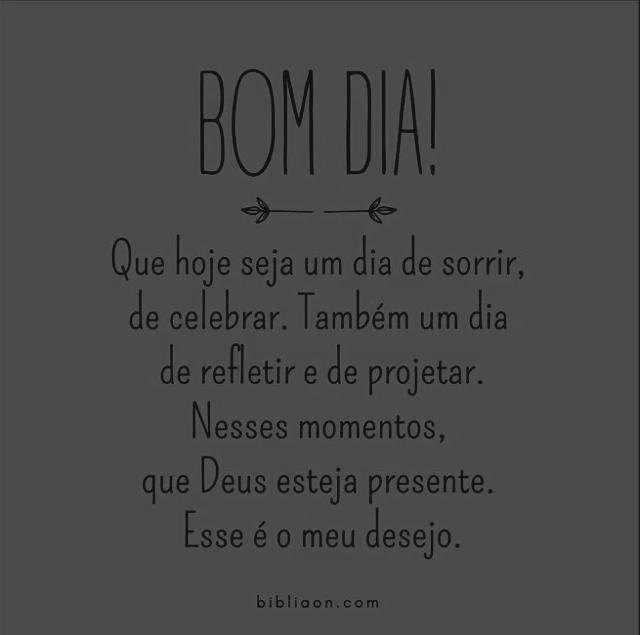 BOM DIA!
Que hoje seja um dia de sorrir,
de celebrar. Também um dia
de refletir e de projetar.
Nesses momentos,
que Deus esteja presente.
Esse é o meu desejo.
bibliaon.com